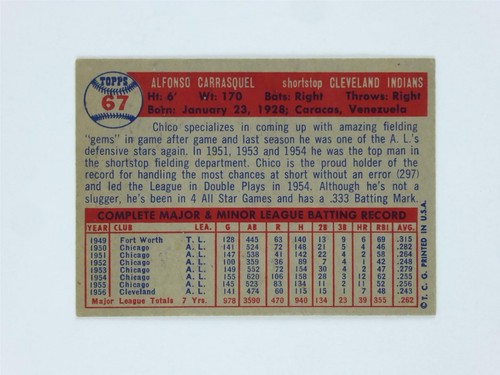 TOPPS
67
ALFONSO CARRASQUEL shortstop CLEVELAND INDIANS
Ht: 6' Wt: 170 Bats: Right Throws: Right
Born: January 23, 1928; Caracas, Venezuela
Chico specializes in coming up with amazing fielding
"gems" in game after game and last season he was one of the A. L.'s
defensive stars again. In 1951, 1953 and 1954 he was the top man in
the shortstop fielding department. Chico is the proud holder of the
record for handling the most chances at short without an error (297)
and led the League in Double Plays in 1954. Although he's not a
slugger, he's been in 4 All Star Games and has a .333 Batting Mark.
COMPLETE MAJOR & MINOR LEAGUE BATTING RECORD
YEAR CLUB LEA. G AB R H 2B 3B HR RBI AVG.
1949 Fort Worth T. L. 128 445 63 140 33 9 6 69 .315
1950 Chicago A. L. 141 524 72 148 21 5 4 46 .282
1951 Chicago A. L. 147 538 41 142 22 4 2 58 .264
1952 Chicago A. L. 100 359 36 89 7 4 1 42 .248
1953 Chicago A. L. 149 552 72 154 30 4 2 47 .279
1954 Chicago A. L. 155 620 106 158 28 3 12 62 .255
1955 Chicago A. L. 145 523 83 134 11 2 11 52 .256
1956 Cleveland A. L. 141 474 60 115 15 1 7 48 .243
Major League Totals 7 Yrs. 978 3590 470 940 134 23 39 355 .262
© T. C. G. PRINTED IN U.S.A.